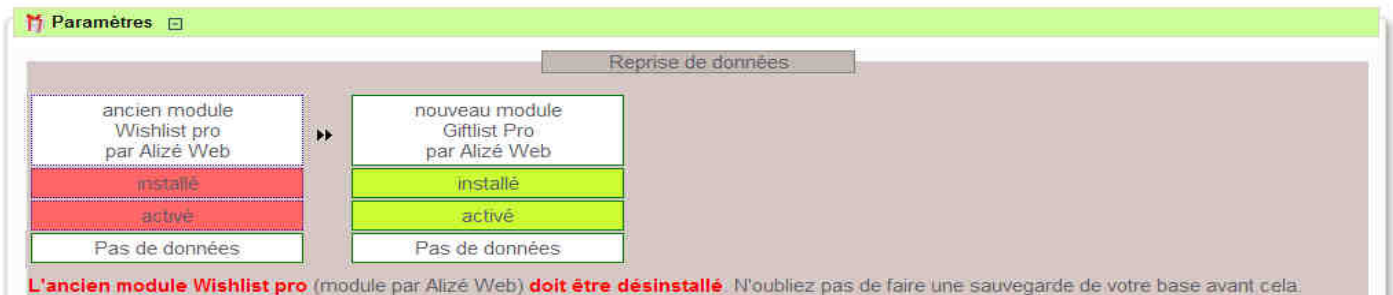 Paramètres
Reprise de données
ancien module
Wishlist pro
par Alizé Web
nouveau module
Giftlist Pro
par Alizé Web
installé
installé
activé
activé
Pas de données
Pas de données
L'ancien module Wishlist pro (module par Alizé Web) doit être désinstallé. N'oubliez pas de faire une sauvegarde de votre base avant cela.